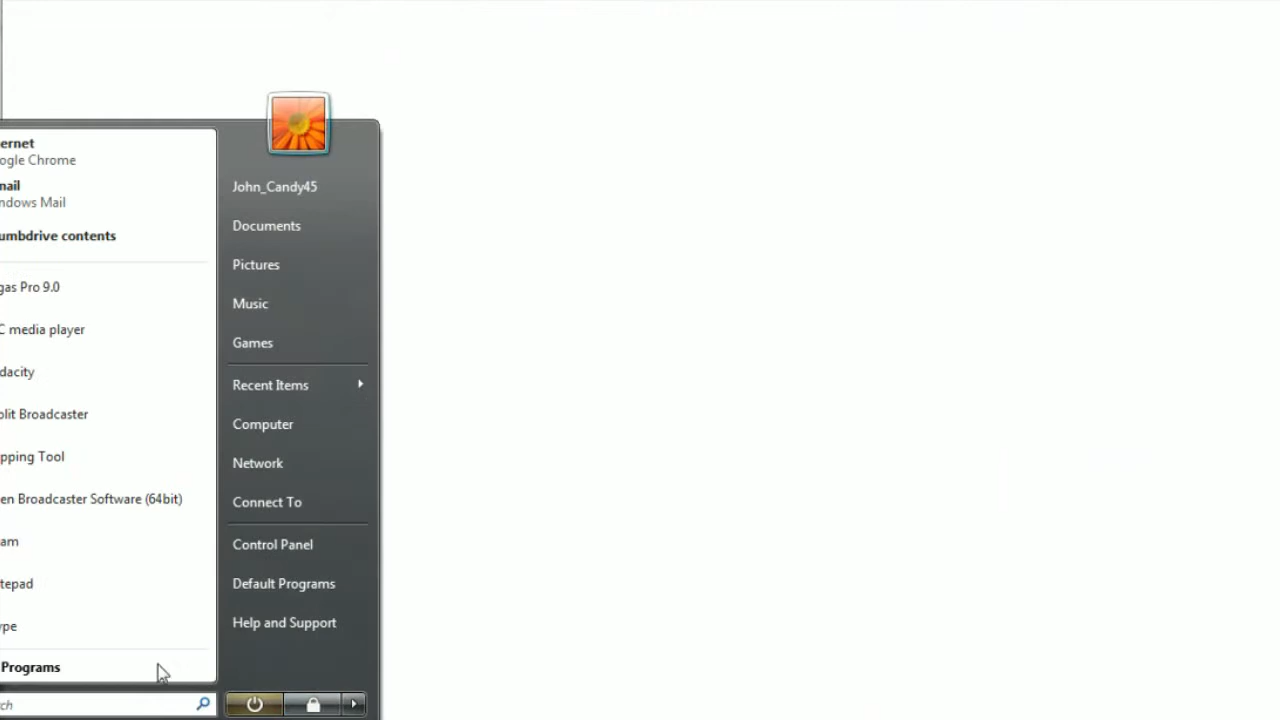 ernet
ogle Chrome
nail
ndows Mail
umbdrive contents
gas Pro 9.0
C media player
dacity
olit Broadcaster
pping Tool
en Broadcaster Software (64bit)
am
tepad
ype
Programs
ch
John_Candy45
Documents
Pictures
Music
Games
Recent Items
Computer
Network
Connect To
Control Panel
Default Programs
Help and Support